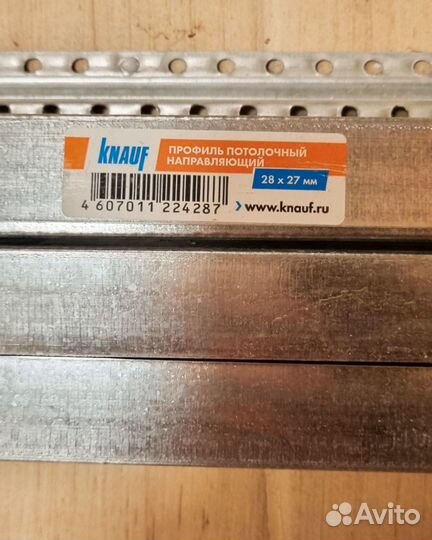 KNAUF
ПРОФИЛЬ ПОТОЛОЧНЫЙ
НАПРАВЛЯЮЩИЙ
28 x 27 мм
4 607011 224287
www.knauf.ru
Avito